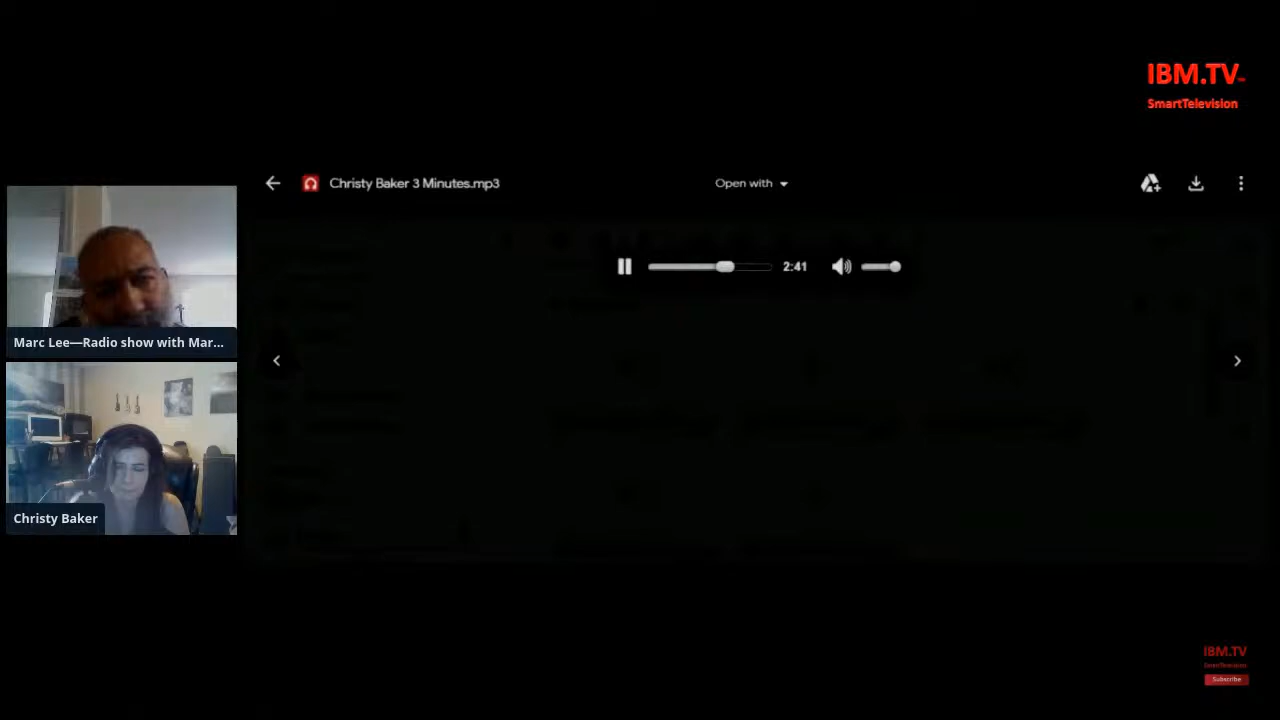 IBM.TV
SmartTelevision
Christy Baker 3 Minutes.mp3
Open with
2:41
Marc Lee—Radio show with Mar...
Christy Baker
IBM.TV
SmartTelevision
Subscribe